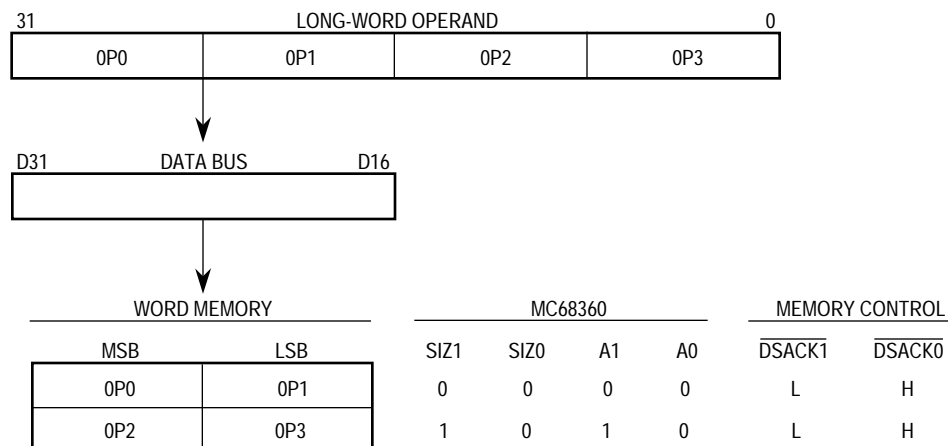 31 LONG-WORD OPERAND 0
0P0 0P1 0P2 0P3
D31 DATA BUS D16
WORD MEMORY MC68360 MEMORY CONTROL
MSB LSB SIZ1 SIZ0 A1 A0 DSACK1 DSACK0
0P0 0P1 0 0 0 0 L H
0P2 0P3 1 0 1 0 L H